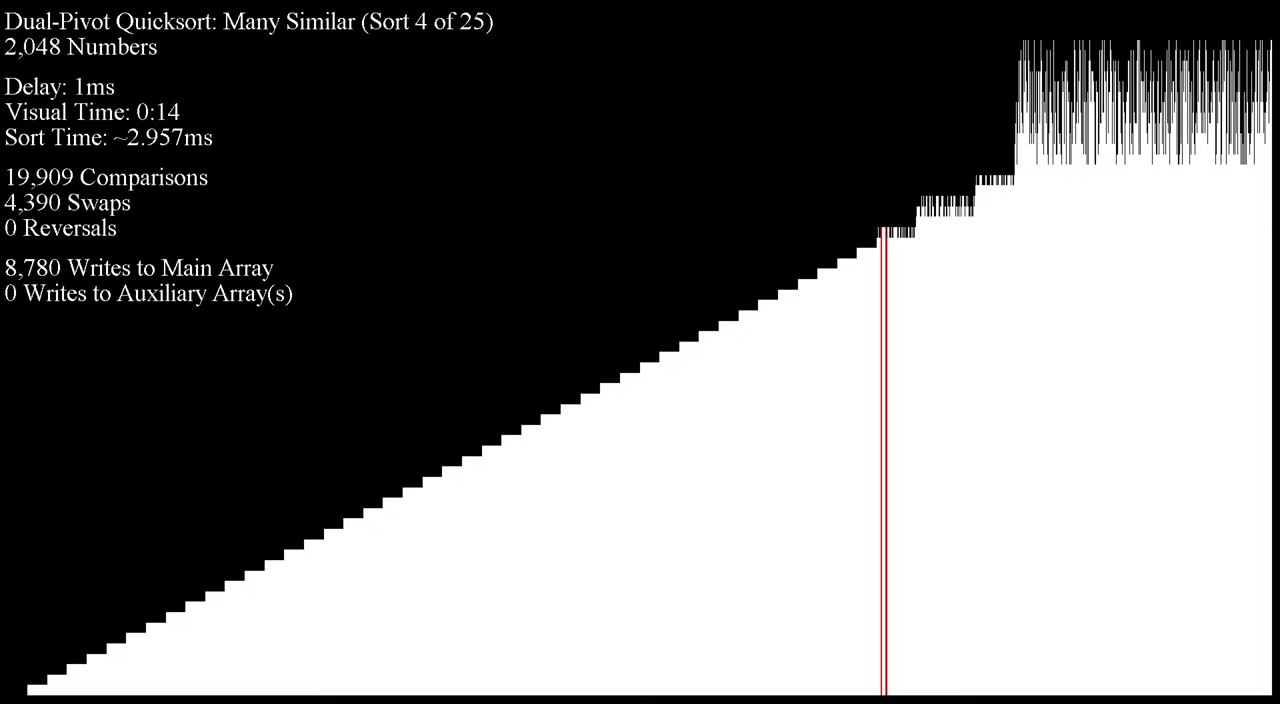 Dual-Pivot Quicksort: Many Similar (Sort 4 of 25)
2,048 Numbers
Delay: 1ms
Visual Time: 0:14
Sort Time: ~2.957ms
19,909 Comparisons
4,390 Swaps
0 Reversals
8,780 Writes to Main Array
0 Writes to Auxiliary Array(s)